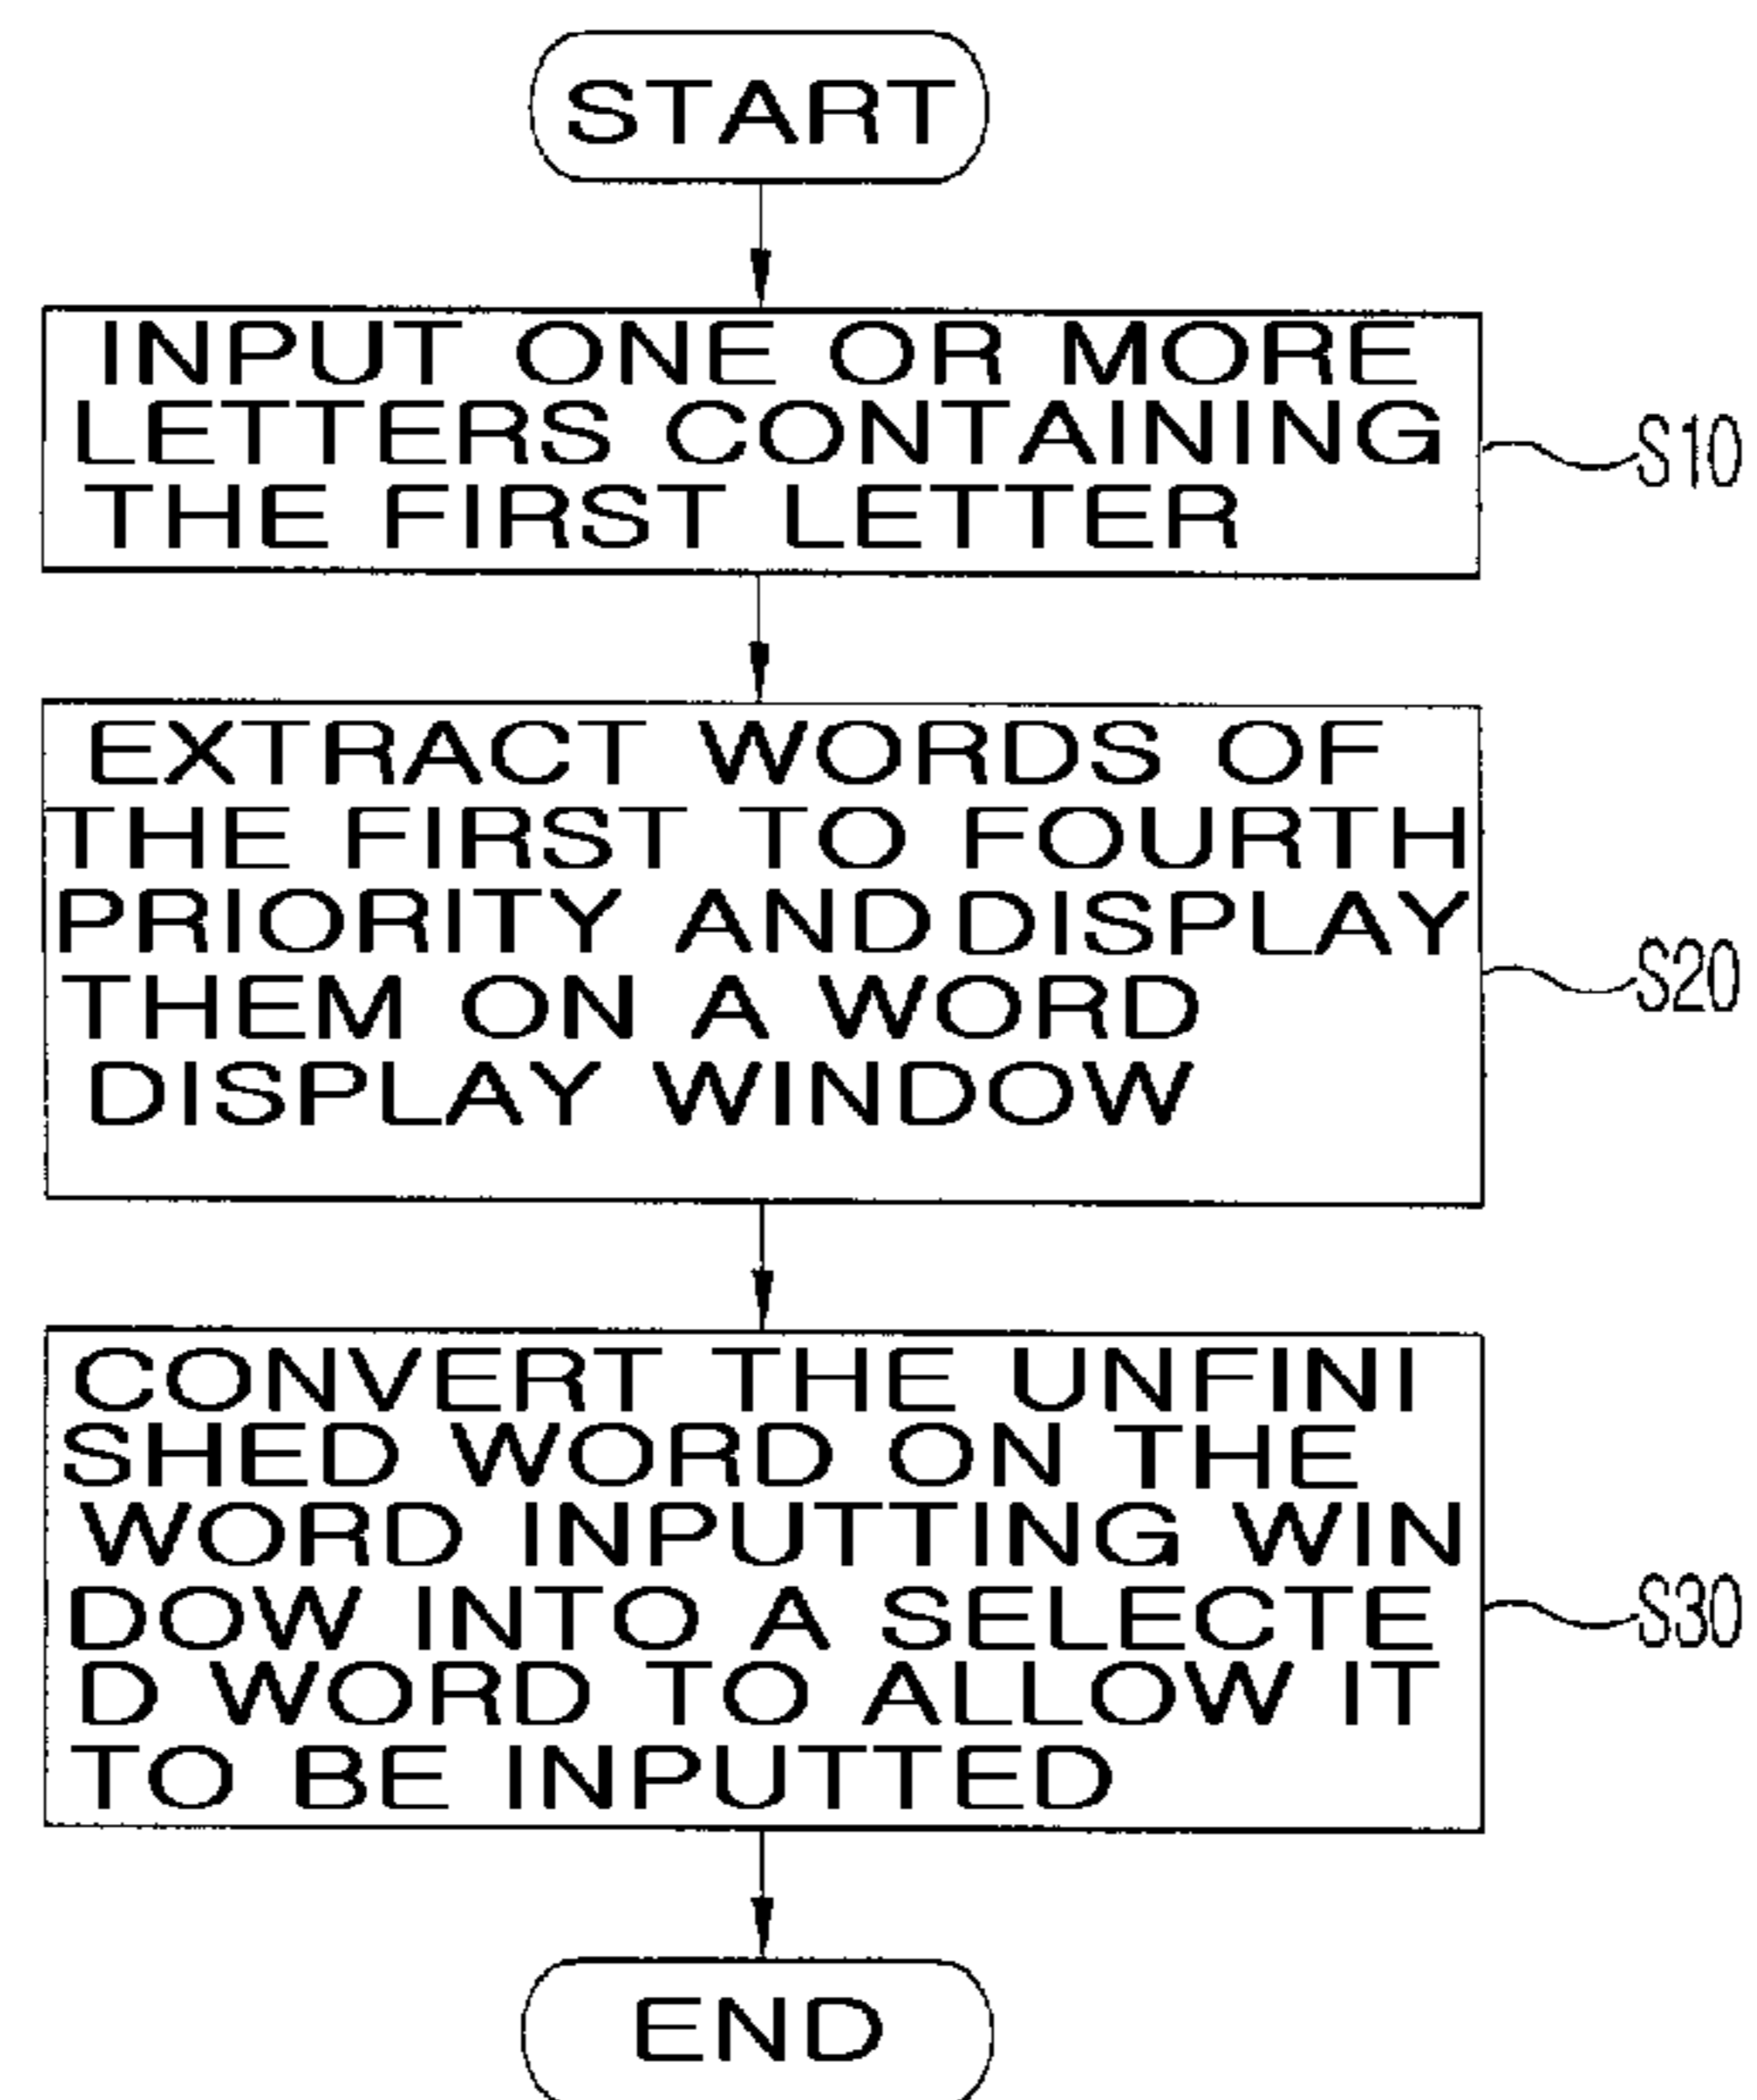 START
INPUT ONE OR MORE
LETTERS CONTAINING
THE FIRST LETTER
S10
EXTRACT WORDS OF
THE FIRST TO FOURTH
PRIORITY AND DISPLAY
THEM ON A WORD
DISPLAY WINDOW
S20
CONVERT THE UNFINI
SHED WORD ON THE
WORD INPUTTING WIN
DOW INTO A SELECTE
D WORD TO ALLOW IT
TO BE INPUTTED
S30
END